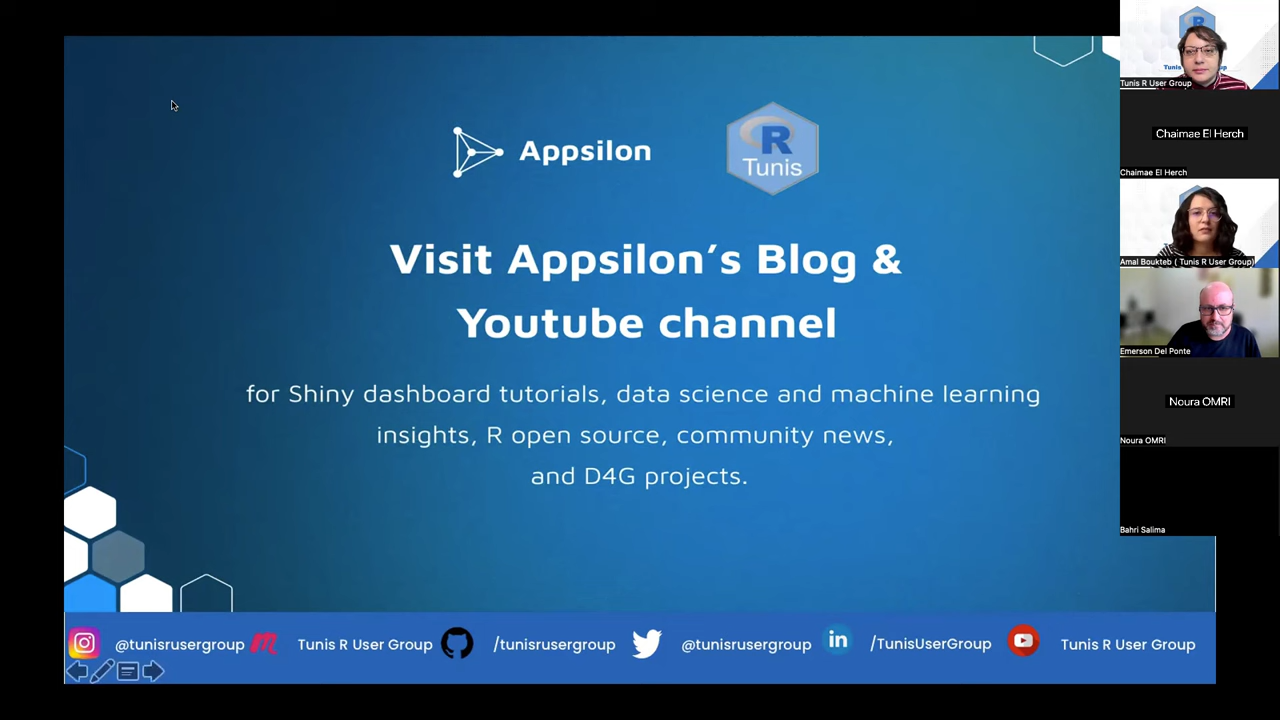 Appsilon
R
Tunis
Visit Appsilon’s Blog &
Youtube channel
for Shiny dashboard tutorials, data science and machine learning
insights, R open source, community news,
and D4G projects.
@tunisrusergroup
Tunis R User Group
/tunisrusergroup
@tunisrusergroup
in
/TunisUserGroup
Tunis R User Group
R
Tunis R User Group
Chaimae El Herch
Chaimae El Herch
Amal Boukteb ( Tunis R User Group)
Emerson Del Ponte
Noura OMRI
Noura OMRI
Bahri Salima